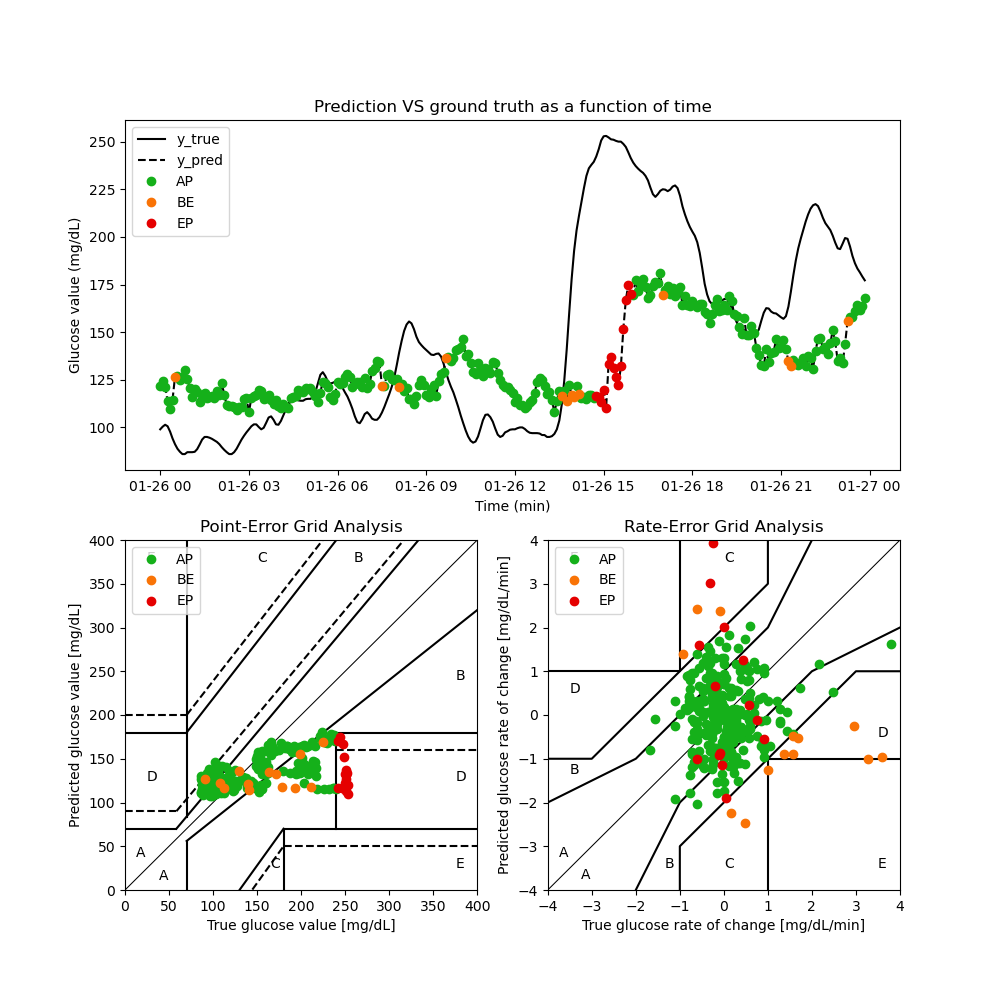 Prediction VS ground truth as a function of time
Glucose value (mg/dL)
250
225
200
175
150
125
100
y_true
y_pred
AP
BE
EP
01-26 00 01-26 03 01-26 06 01-26 09 01-26 12 01-26 15 01-26 18 01-26 21 01-27 00
Time (min)
Point-Error Grid Analysis
Predicted glucose value [mg/dL]
400
350
300
250
200
150
100
50
0
AP
BE
EP
C
B
B
D
D
A
A
C
E
0 50 100 150 200 250 300 350 400
True glucose value [mg/dL]
Rate-Error Grid Analysis
Predicted glucose rate of change [mg/dL/min]
4
3
2
1
0
−1
−2
−3
−4
AP
BE
EP
C
D
D
B
A
A
B
C
E
−4 −3 −2 −1 0 1 2 3 4
True glucose rate of change [mg/dL/min]